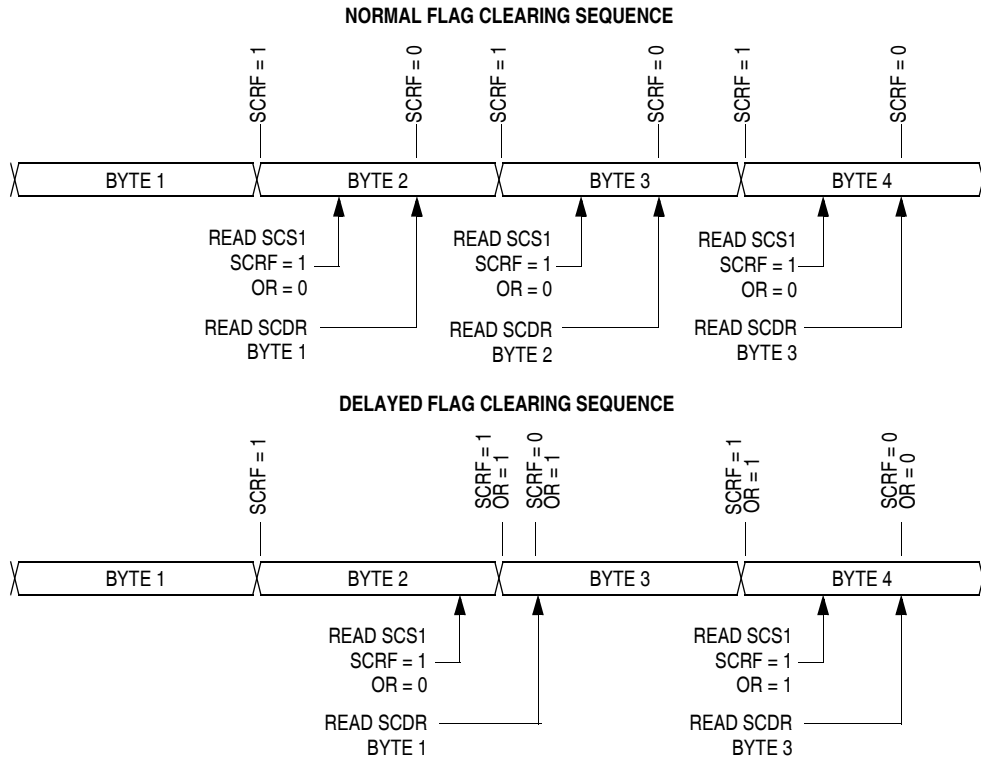 NORMAL FLAG CLEARING SEQUENCE
SCRF = 1
SCRF = 0
SCRF = 1
SCRF = 0
SCRF = 1
SCRF = 0
BYTE 1
BYTE 2
BYTE 3
BYTE 4
READ SCS1
SCRF = 1
OR = 0
READ SCDR
BYTE 1
READ SCS1
SCRF = 1
OR = 0
READ SCDR
BYTE 2
READ SCS1
SCRF = 1
OR = 0
READ SCDR
BYTE 3
DELAYED FLAG CLEARING SEQUENCE
SCRF = 1
SCRF = 1
OR = 1
SCRF = 0
OR = 1
SCRF = 1
OR = 1
SCRF = 0
OR = 0
BYTE 1
BYTE 2
BYTE 3
BYTE 4
READ SCS1
SCRF = 1
OR = 0
READ SCDR
BYTE 1
READ SCS1
SCRF = 1
OR = 1
READ SCDR
BYTE 3